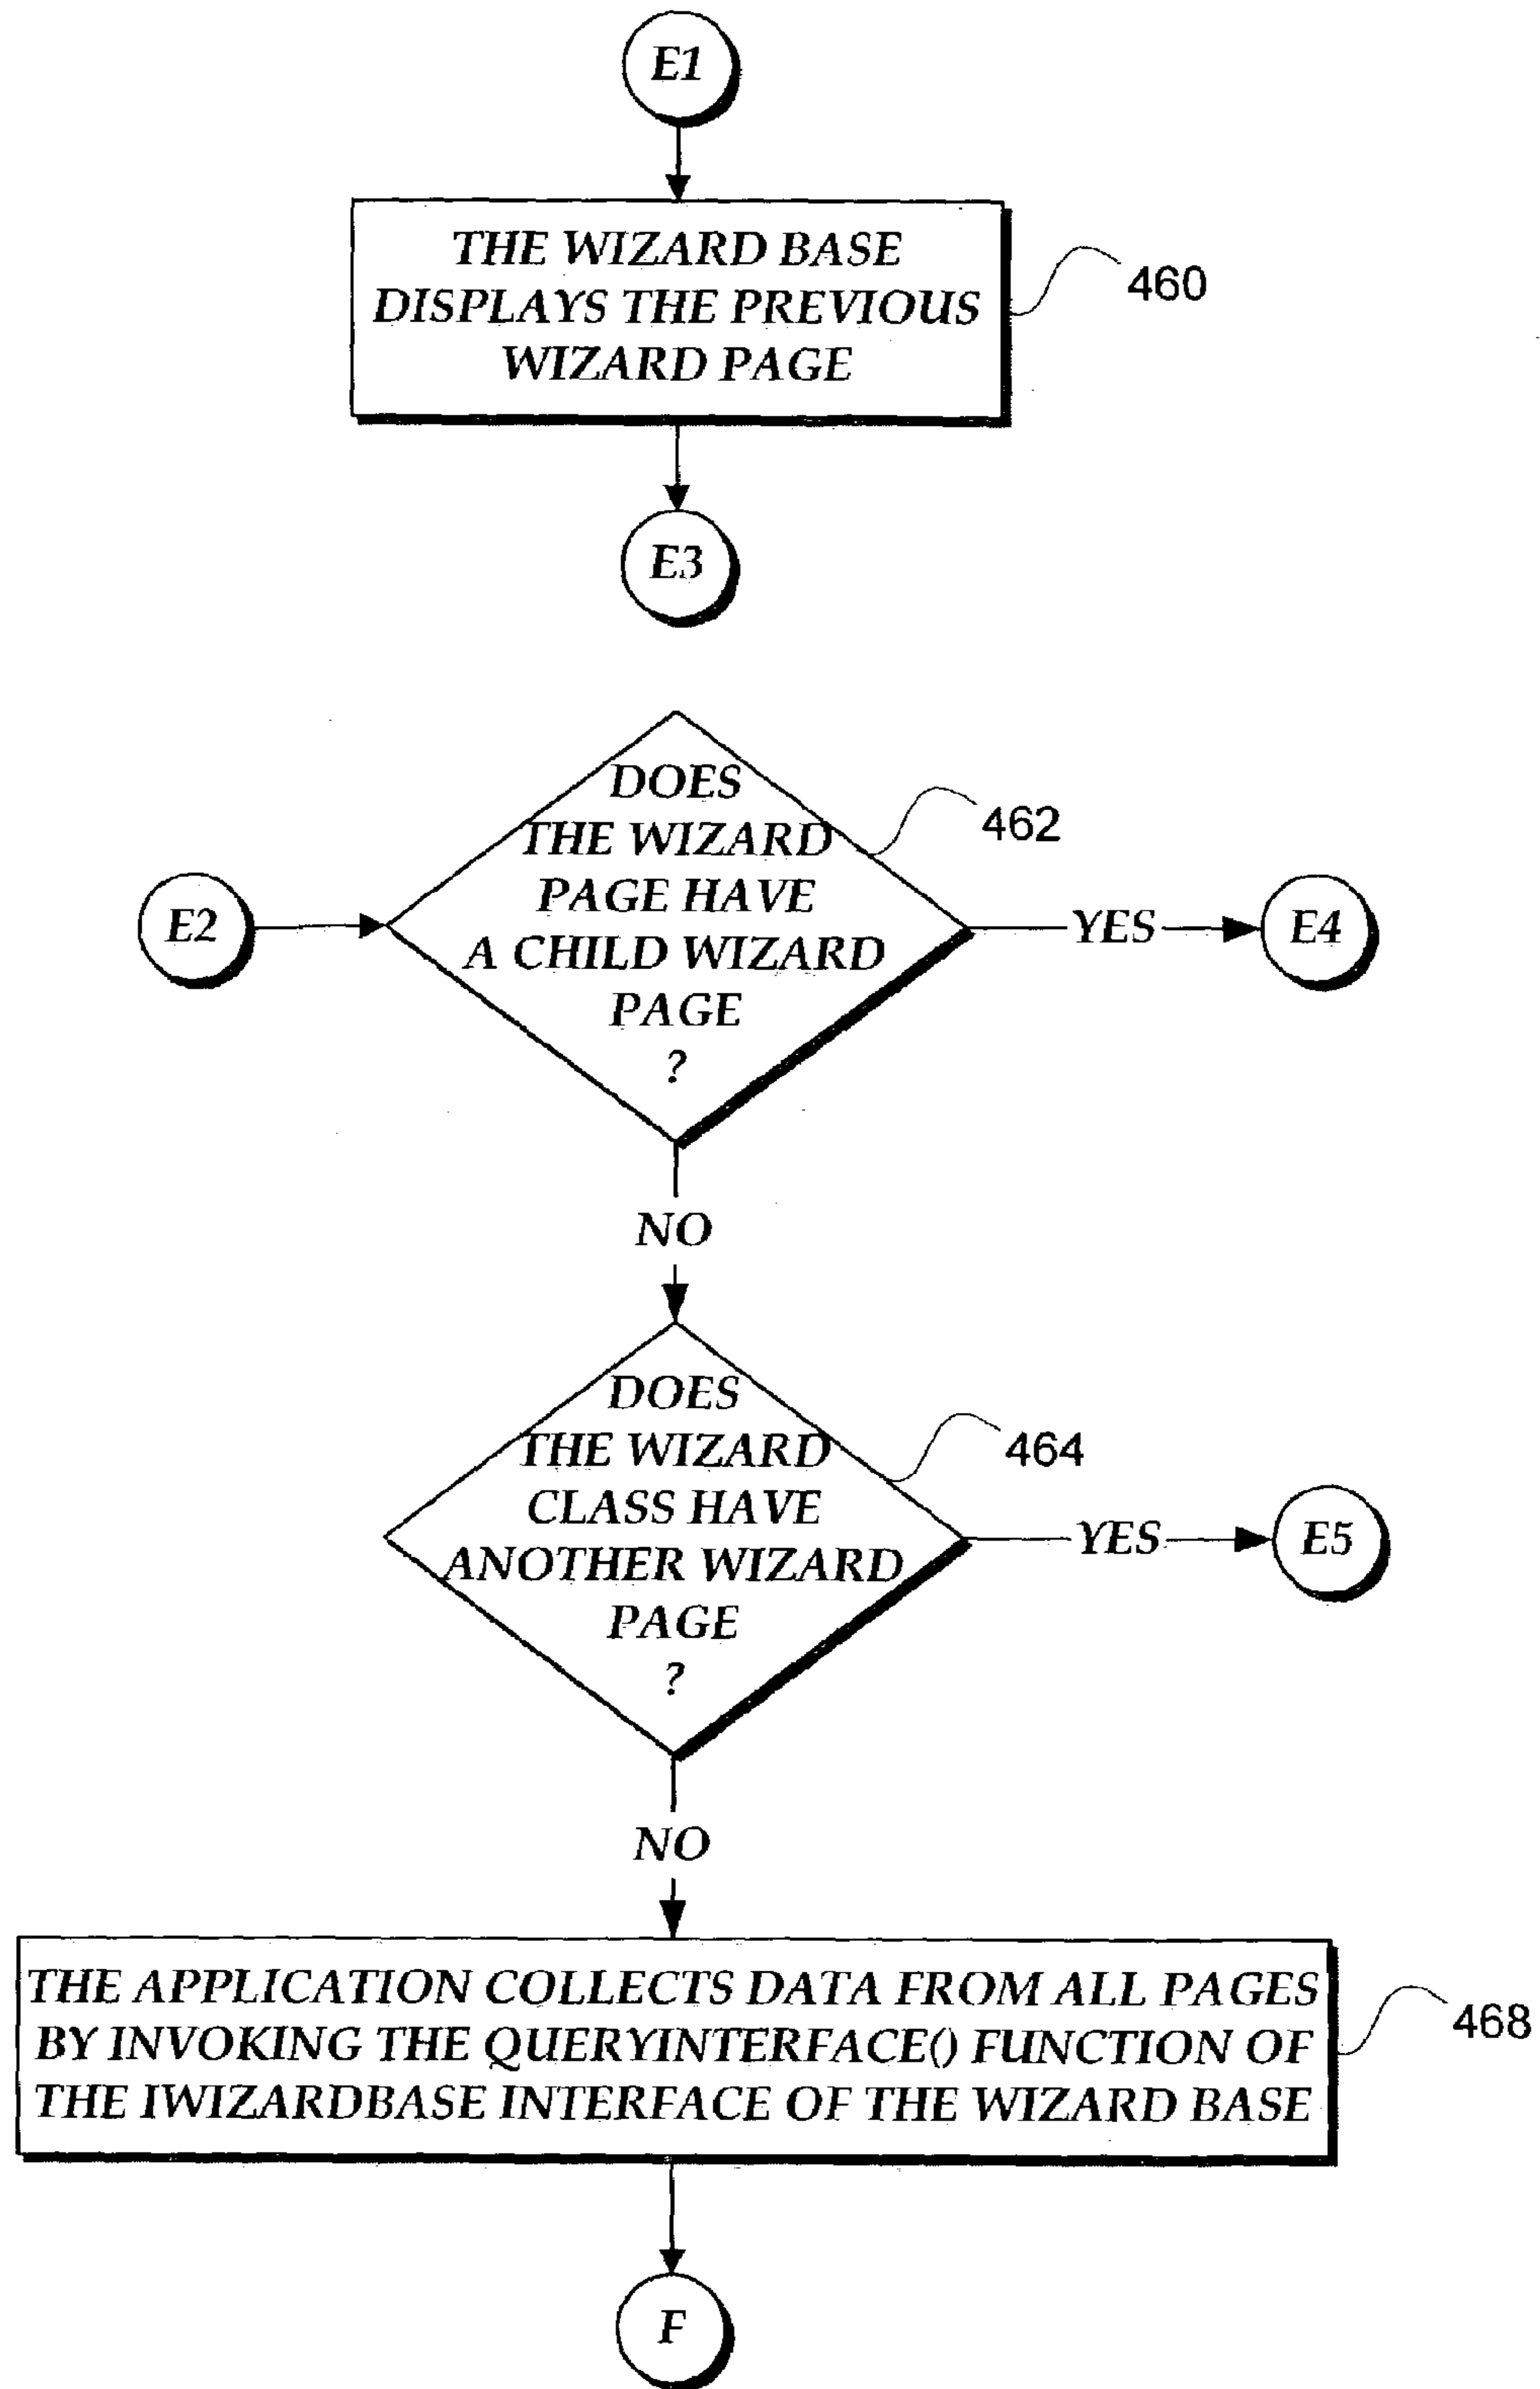 E1
THE WIZARD BASE
DISPLAYS THE PREVIOUS
WIZARD PAGE
460
E3
DOES
THE WIZARD
PAGE HAVE
A CHILD WIZARD
PAGE
?
462
E2
YES
E4
NO
DOES
THE WIZARD
CLASS HAVE
ANOTHER WIZARD
PAGE
?
464
YES
E5
NO
THE APPLICATION COLLECTS DATA FROM ALL PAGES
BY INVOKING THE QUERYINTERFACE() FUNCTION OF
THE IWIZARDBASE INTERFACE OF THE WIZARD BASE
468
F